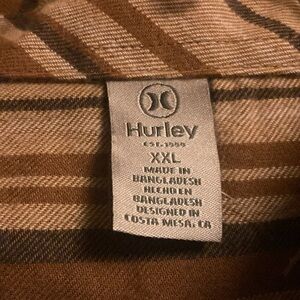 Hurley
EST. 1999
XXL
MADE IN
BANGLADESH
HECHO EN
BANGLADESH
DESIGNED IN
COSTA MESA, CA